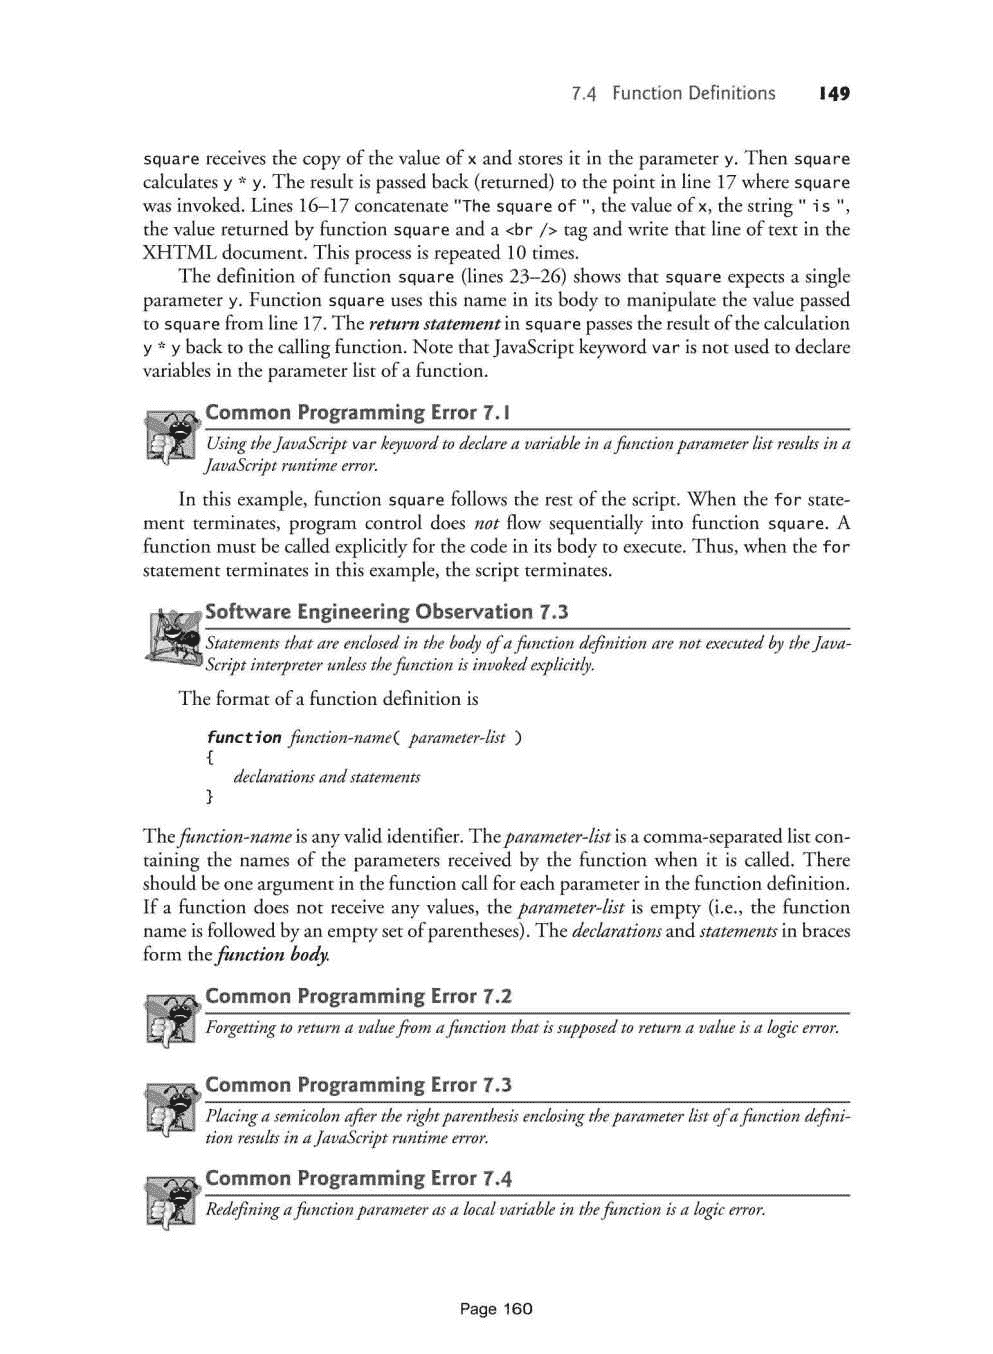 7.4 Function Definitions 149
square receives the copy of the value of x and stores it in the parameter y. Then square
calculates y * y. The result is passed back (returned) to the point in line 17 where square
was invoked. Lines 16–17 concatenate "The square of ", the value of x, the string " is ",
the value returned by function square and a <br /> tag and write that line of text in the
XHTML document. This process is repeated 10 times.
The definition of function square (lines 23–26) shows that square expects a single
parameter y. Function square uses this name in its body to manipulate the value passed
to square from line 17. The return statement in square passes the result of the calculation
y * y back to the calling function. Note that JavaScript keyword var is not used to declare
variables in the parameter list of a function.
Common Programming Error 7.1
Using the JavaScript var keyword to declare a variable in a function parameter list results in a
JavaScript runtime error.
In this example, function square follows the rest of the script. When the for state-
ment terminates, program control does not flow sequentially into function square. A
function must be called explicitly for the code in its body to execute. Thus, when the for
statement terminates in this example, the script terminates.
Software Engineering Observation 7.3
Statements that are enclosed in the body of a function definition are not executed by the Java-
Script interpreter unless the function is invoked explicitly.
The format of a function definition is
function function-name( parameter-list )
{
declarations and statements
}
The function-name is any valid identifier. The parameter-list is a comma-separated list con-
taining the names of the parameters received by the function when it is called. There
should be one argument in the function call for each parameter in the function definition.
If a function does not receive any values, the parameter-list is empty (i.e., the function
name is followed by an empty set of parentheses). The declarations and statements in braces
form the function body.
Common Programming Error 7.2
Forgetting to return a value from a function that is supposed to return a value is a logic error.
Common Programming Error 7.3
Placing a semicolon after the right parenthesis enclosing the parameter list of a function defini-
tion results in a JavaScript runtime error.
Common Programming Error 7.4
Redefining a function parameter as a local variable in the function is a logic error.
Page 160